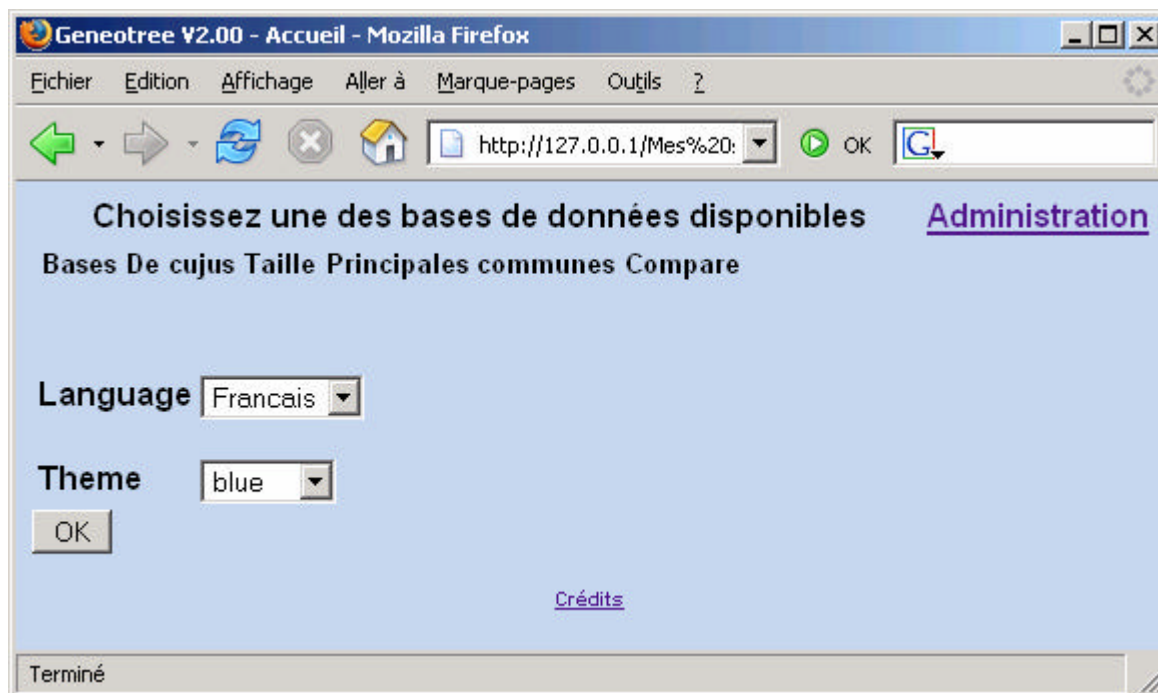 Geneotree V2.00 - Accueil - Mozilla Firefox
Fichier Edition Affichage Aller à Marque-pages Outils ?
http://127.0.0.1/Mes%20: OK G
Choisissez une des bases de données disponibles Administration
Bases De cujus Taille Principales communes Compare
Language Francais
Theme blue
OK
Crédits
Terminé